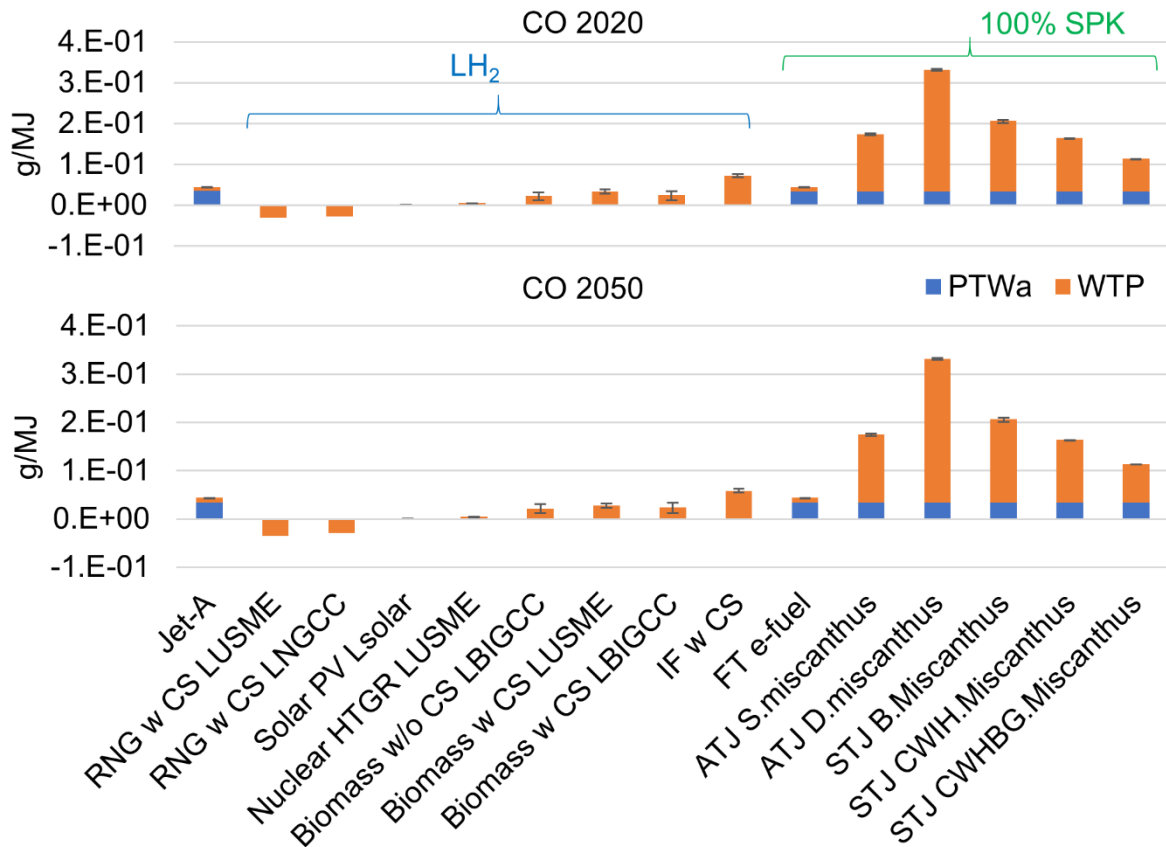 CO 2020
100% SPK
LH₂
g/MJ
4.E-01
3.E-01
2.E-01
1.E-01
0.E+00
-1.E-01
CO 2050
PTWa
WTP
g/MJ
4.E-01
3.E-01
2.E-01
1.E-01
0.E+00
-1.E-01
Jet-A
RNG w CS LUSME
RNG w CS LNGCC
Solar PV Lsolar
Nuclear HTGR LUSME
Biomass w/o CS LBIGCC
Biomass w CS LUSME
Biomass w CS LBIGCC
IF w CS
FT e-fuel
ATJ S.miscanthus
ATJ D.miscanthus
STJ B.Miscanthus
STJ CWIH.Miscanthus
STJ CWHBG.Miscanthus